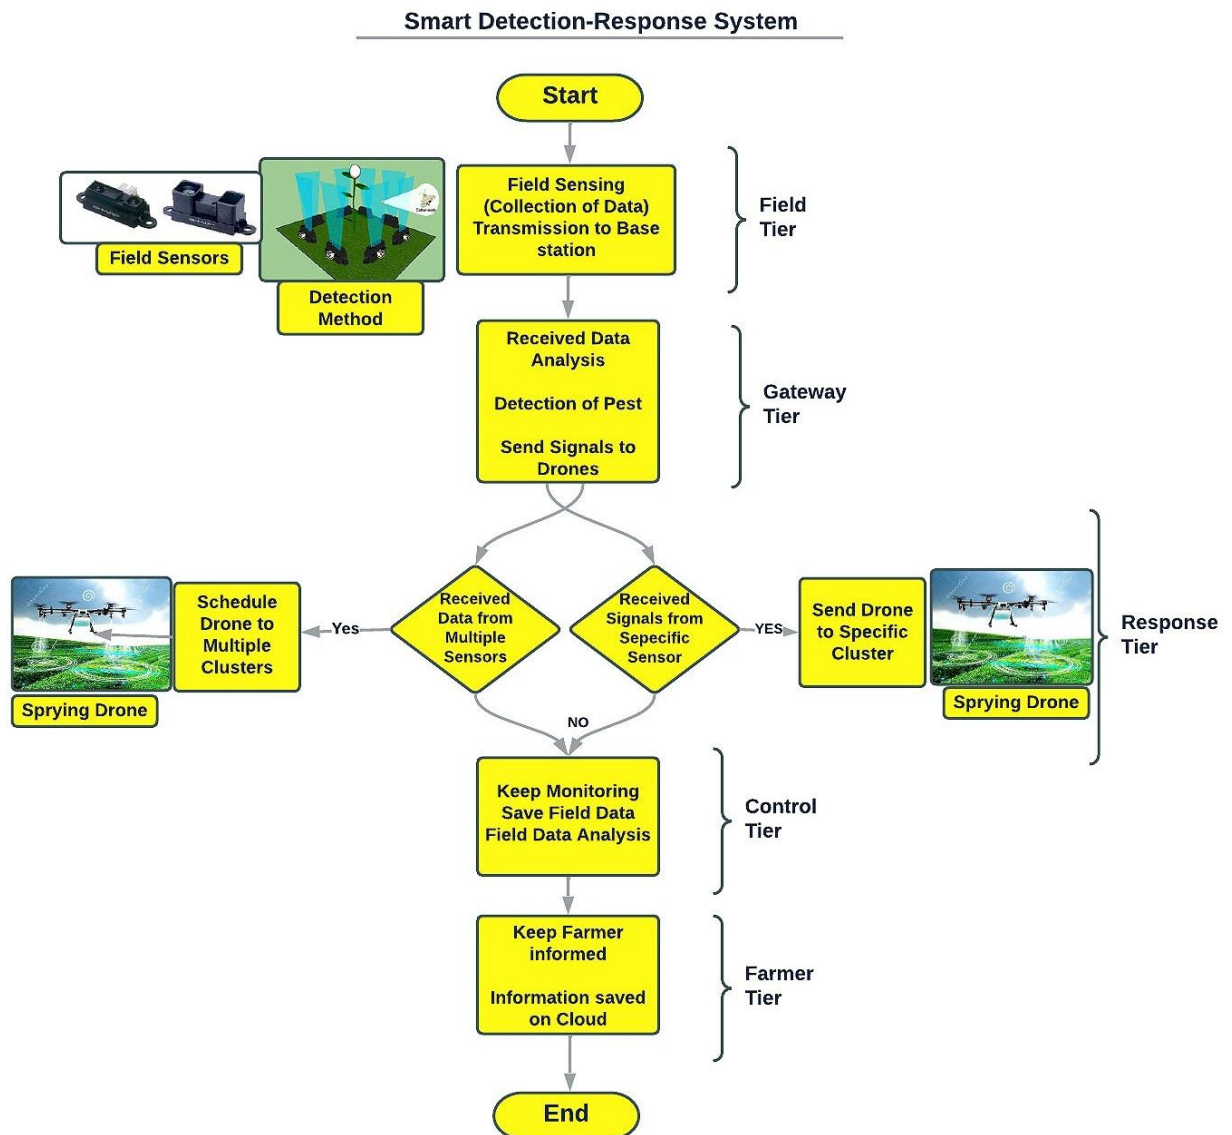 Smart Detection-Response System
Start
Field Sensing
(Collection of Data)
Transmission to Base
station
Field
Tier
Field Sensors
Detection
Method
Received Data
Analysis
Detection of Pest
Send Signals to
Drones
Gateway
Tier
Schedule
Drone to
Multiple
Clusters
Sprying Drone
Yes
Received
Data from
Multiple
Sensors
Received
Signals from
Sepecific
Sensor
YES
Send Drone
to Specific
Cluster
Sprying Drone
Response
Tier
NO
Keep Monitoring
Save Field Data
Field Data Analysis
Control
Tier
Keep Farmer
informed
Information saved
on Cloud
Farmer
Tier
End